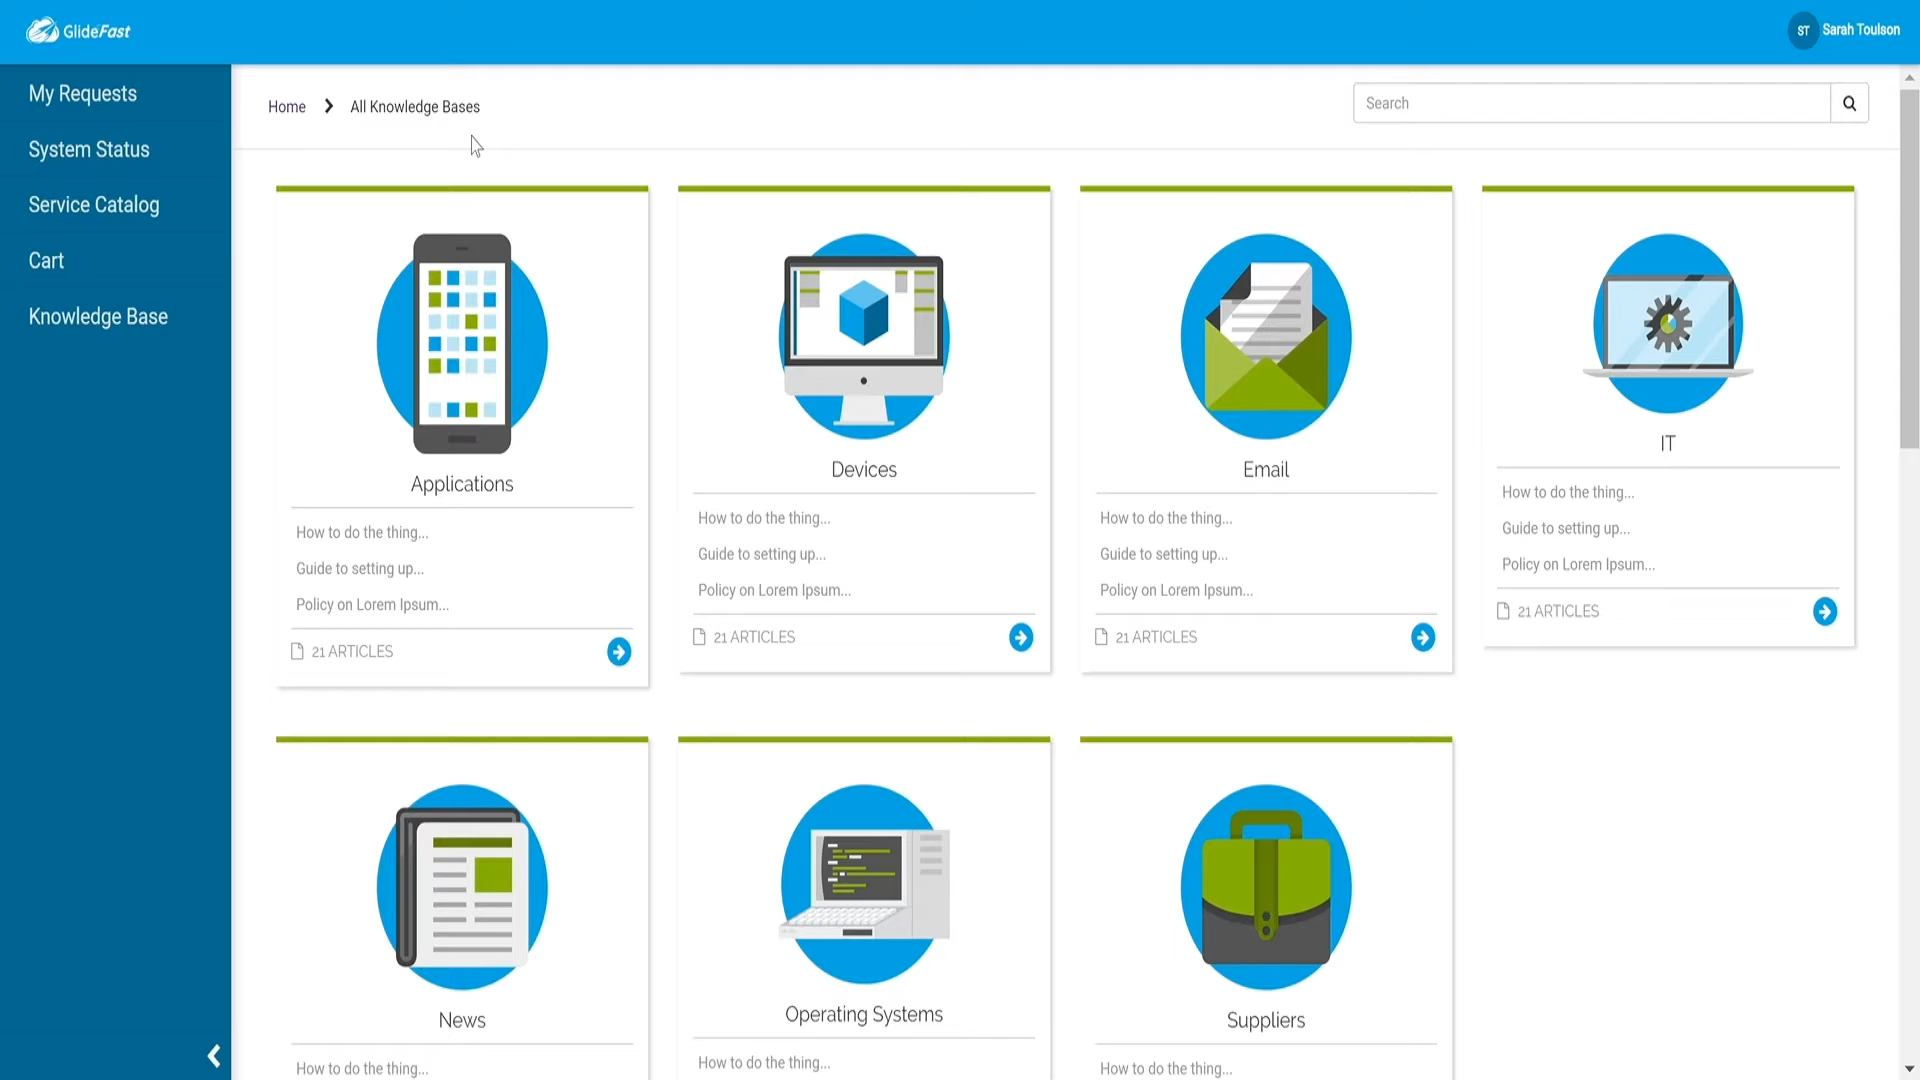 GlideFast
ST Sarah Toulson
My Requests
System Status
Service Catalog
Cart
Knowledge Base
Home All Knowledge Bases
Search
Applications
How to do the thing...
Guide to setting up...
Policy on Lorem Ipsum...
21 ARTICLES
Devices
How to do the thing...
Guide to setting up...
Policy on Lorem Ipsum...
21 ARTICLES
Email
How to do the thing...
Guide to setting up...
Policy on Lorem Ipsum...
21 ARTICLES
IT
How to do the thing...
Guide to setting up...
Policy on Lorem Ipsum...
21 ARTICLES
News
How to do the thing...
Operating Systems
How to do the thing...
Suppliers
How to do the thing...